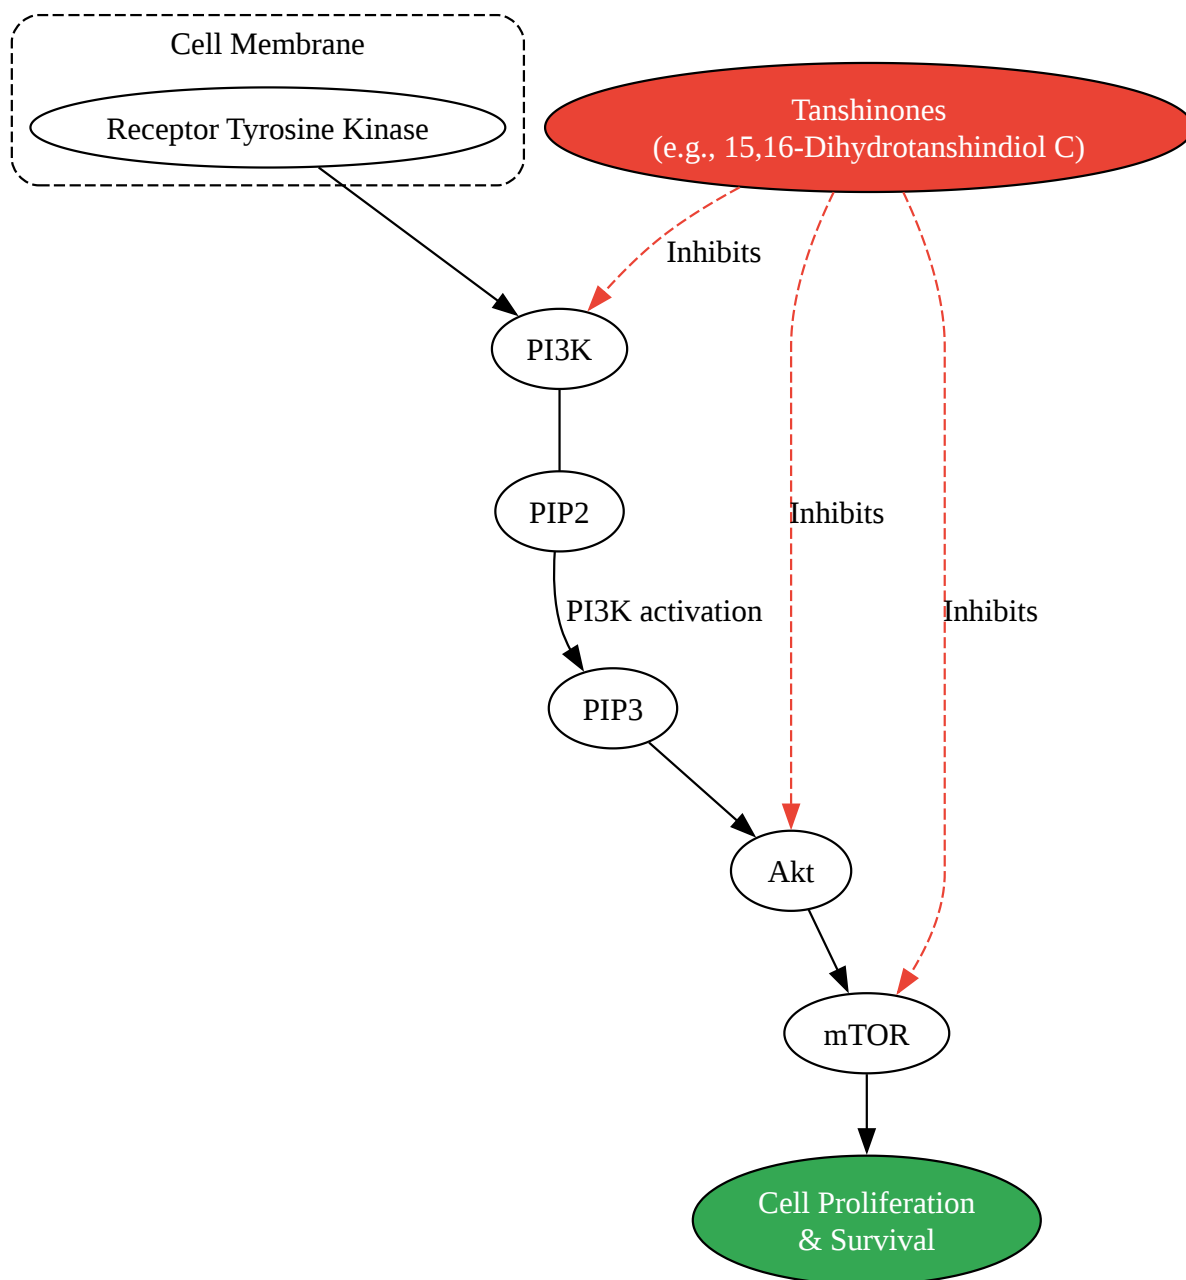 Cell Membrane
Receptor Tyrosine Kinase
Tanshinones
(e.g., 15,16-Dihydrotanshindiol C)
Inhibits
PI3K
PIP2
Inhibits
PI3K activation
Inhibits
PIP3
Akt
mTOR
Cell Proliferation
& Survival